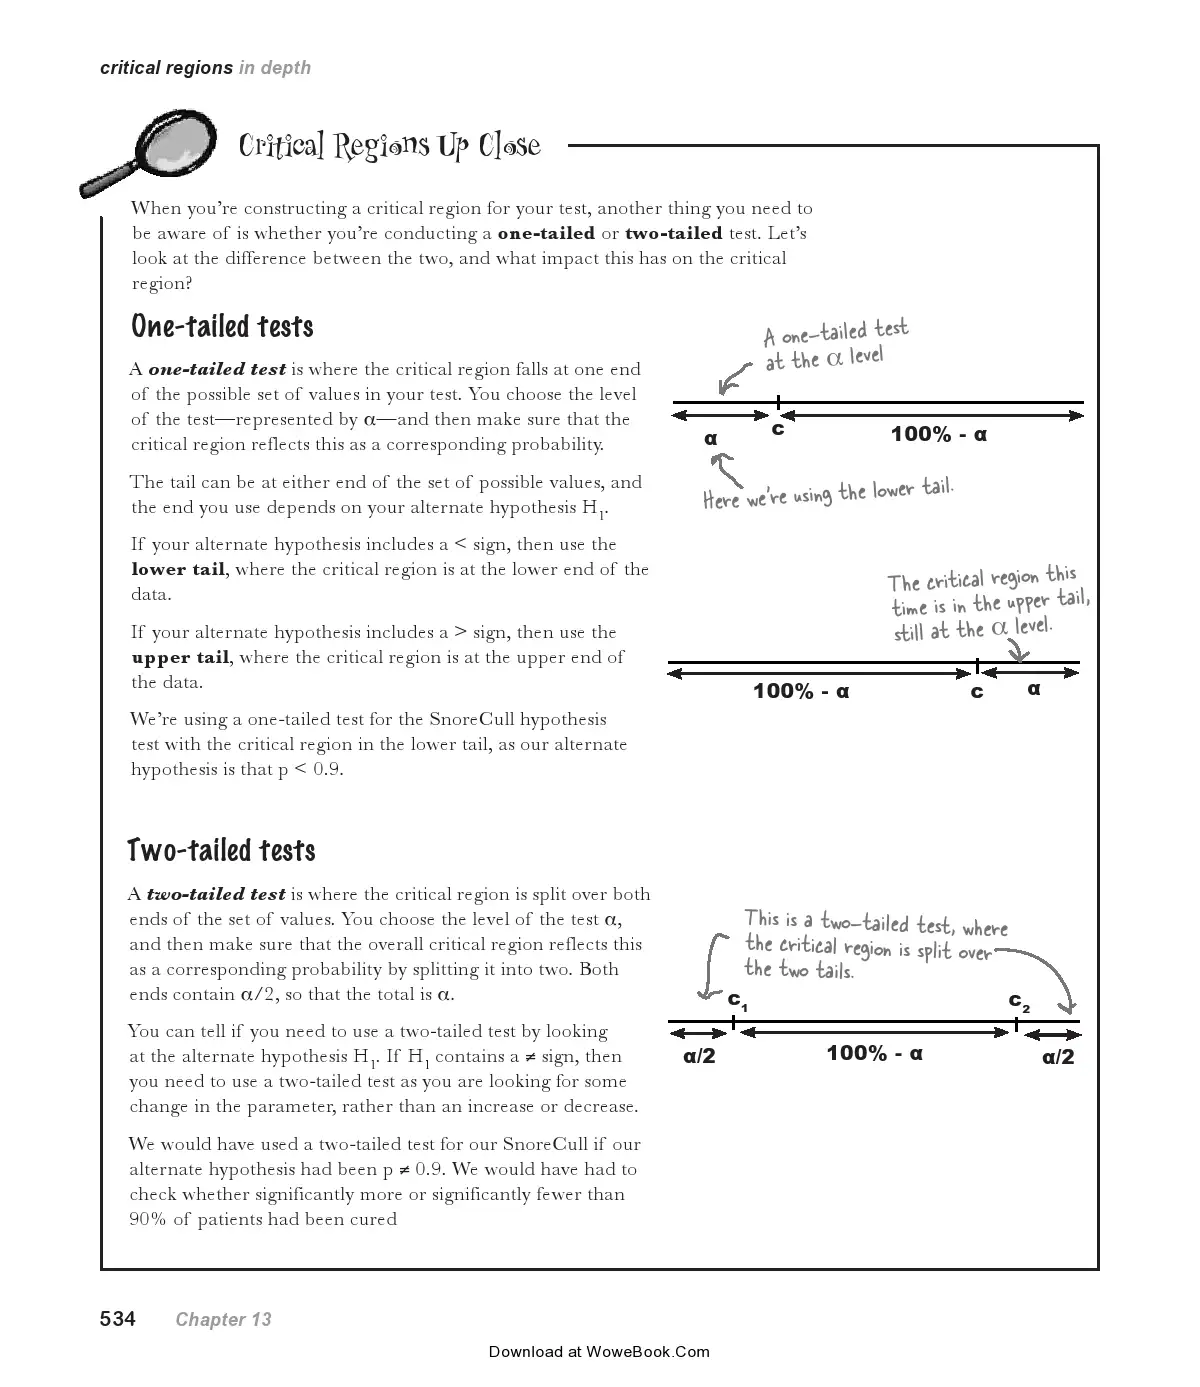 critical regions in depth
Critical Regions Up Close
When you're constructing a critical region for your test, another thing you need to
be aware of is whether you're conducting a one-tailed or two-tailed test. Let's
look at the difference between the two, and what impact this has on the critical
region?
One-tailed tests
A one-tailed test is where the critical region falls at one end
of the possible set of values in your test. You choose the level
of the test—represented by α—and then make sure that the
critical region reflects this as a corresponding probability.
The tail can be at either end of the set of possible values, and
the end you use depends on your alternate hypothesis H1.
If your alternate hypothesis includes a < sign, then use the
lower tail, where the critical region is at the lower end of the
data.
If your alternate hypothesis includes a > sign, then use the
upper tail, where the critical region is at the upper end of
the data.
We're using a one-tailed test for the SnoreCull hypothesis
test with the critical region in the lower tail, as our alternate
hypothesis is that p < 0.9.
A one-tailed test
at the α level
α
c
100% - α
Here we're using the lower tail.
The critical region this
time is in the upper tail,
still at the α level.
100% - α
c
α
Two-tailed tests
A two-tailed test is where the critical region is split over both
ends of the set of values. You choose the level of the test α,
and then make sure that the overall critical region reflects this
as a corresponding probability by splitting it into two. Both
ends contain α/2, so that the total is α.
You can tell if you need to use a two-tailed test by looking
at the alternate hypothesis H1. If H1 contains a ≠ sign, then
you need to use a two-tailed test as you are looking for some
change in the parameter, rather than an increase or decrease.
We would have used a two-tailed test for our SnoreCull if our
alternate hypothesis had been p ≠ 0.9. We would have had to
check whether significantly more or significantly fewer than
90% of patients had been cured
This is a two-tailed test, where
the critical region is split over
the two tails.
c1
c2
α/2
100% - α
α/2
534 Chapter 13
Download at WoweBook.Com